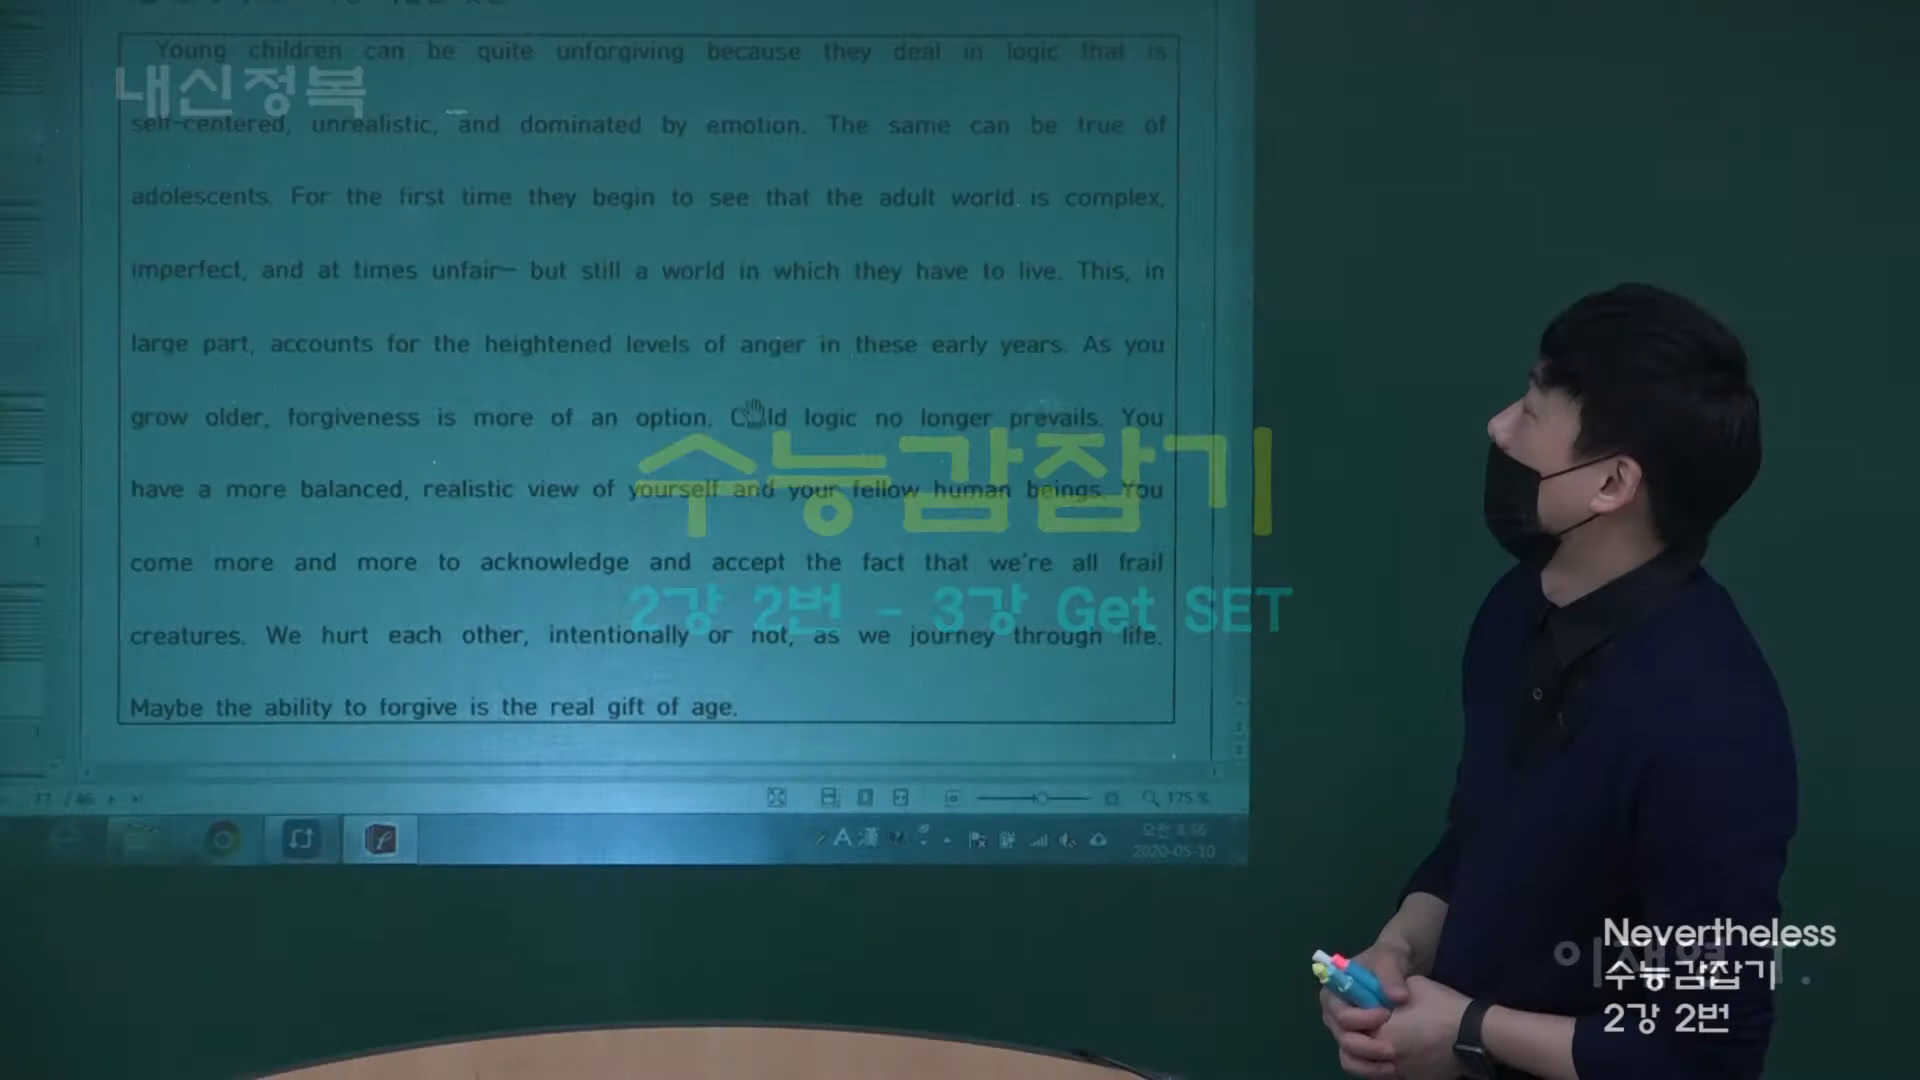 Young children can be quite unforgiving because they deal in logic that is
내신정복
self-centered, unrealistic, and dominated by emotion. The same can be true of
adolescents. For the first time they begin to see that the adult world is complex,
imperfect, and at times unfair— but still a world in which they have to live. This, in
large part, accounts for the heightened levels of anger in these early years. As you
grow older, forgiveness is more of an option. logic no longer prevails. You
수능감잡기
have a more balanced, realistic view of yourself and your fellow human beings. You
come more and more to acknowledge and accept the fact that we're all frail
2강 2번 - 3강 Get SET
creatures. We hurt each other, intentionally or not, as we journey through life.
Maybe the ability to forgive is the real gift of age.
175 %
A 漢
오전
2020-05-10
Nevertheless
수능감잡기
2강 2번